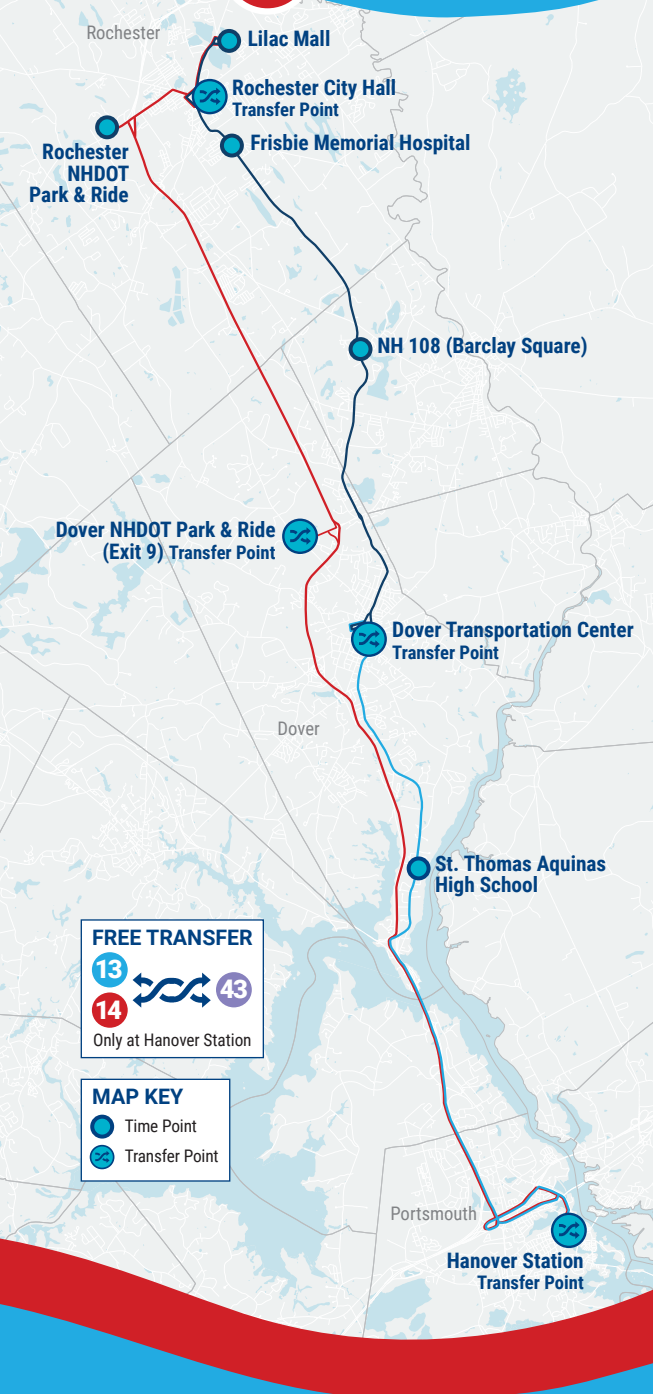 Rochester
Lilac Mall
Rochester City Hall
Transfer Point
Frisbie Memorial Hospital
Rochester
NHDOT
Park & Ride
NH 108 (Barclay Square)
Dover NHDOT Park & Ride
(Exit 9) Transfer Point
Dover Transportation Center
Transfer Point
Dover
St. Thomas Aquinas
High School
FREE TRANSFER
13
14
43
Only at Hanover Station
MAP KEY
Time Point
Transfer Point
Portsmouth
Hanover Station
Transfer Point